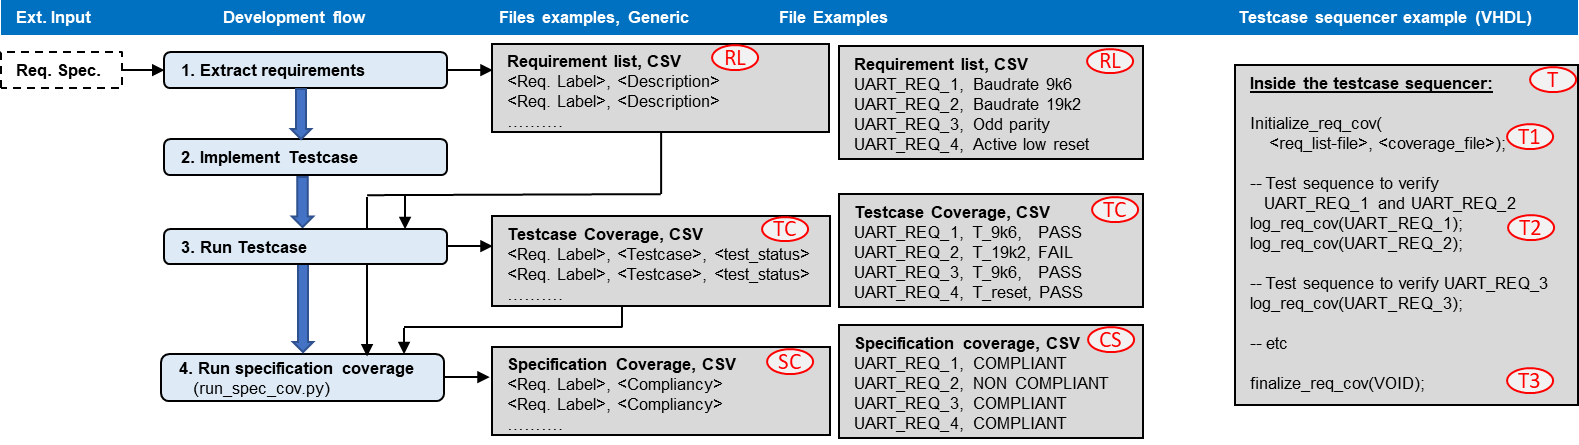 Ext. Input
Development flow
Files examples, Generic
File Examples
Testcase sequencer example (VHDL)
Req. Spec.
1. Extract requirements
2. Implement Testcase
3. Run Testcase
4. Run specification coverage
(run_spec_cov.py)
Requirement list, CSV
RL
<Req. Label>, <Description>
<Req. Label>, <Description>
..........
Testcase Coverage, CSV
TC
<Req. Label>, <Testcase>, <test_status>
<Req. Label>, <Testcase>, <test_status>
..........
Specification Coverage, CSV
SC
<Req. Label>, <Compliancy>
<Req. Label>, <Compliancy>
..........
Requirement list, CSV
RL
UART_REQ_1, Baudrate 9k6
UART_REQ_2, Baudrate 19k2
UART_REQ_3, Odd parity
UART_REQ_4, Active low reset
Testcase Coverage, CSV
TC
UART_REQ_1, T_9k6, PASS
UART_REQ_2, T_19k2, FAIL
UART_REQ_3, T_9k6, PASS
UART_REQ_4, T_reset, PASS
Specification coverage, CSV
CS
UART_REQ_1, COMPLIANT
UART_REQ_2, NON COMPLIANT
UART_REQ_3, COMPLIANT
UART_REQ_4, COMPLIANT
Inside the testcase sequencer:
T
Initialize_req_cov(
<req_list-file>, <coverage_file>);
T1
-- Test sequence to verify
UART_REQ_1 and UART_REQ_2
log_req_cov(UART_REQ_1);
T2
log_req_cov(UART_REQ_2);
-- Test sequence to verify UART_REQ_3
log_req_cov(UART_REQ_3);
-- etc
finalize_req_cov(VOID);
T3